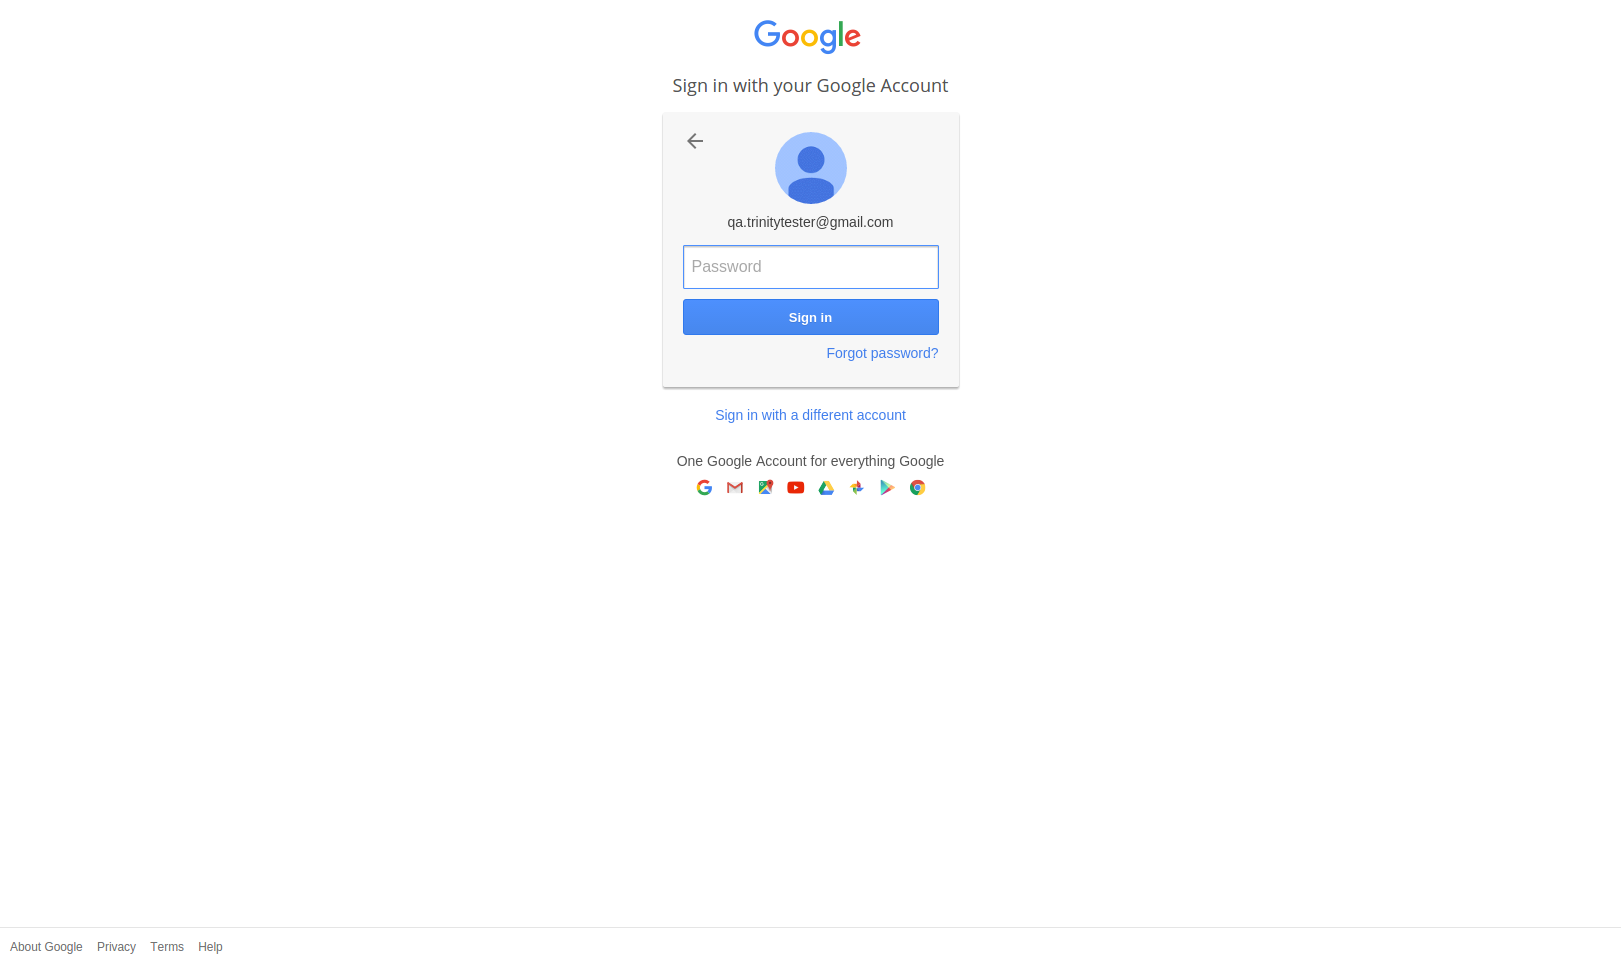 Google
Sign in with your Google Account
qa.trinitytester@gmail.com
Password
Sign in
Forgot password?
Sign in with a different account
One Google Account for everything Google
About Google Privacy Terms Help